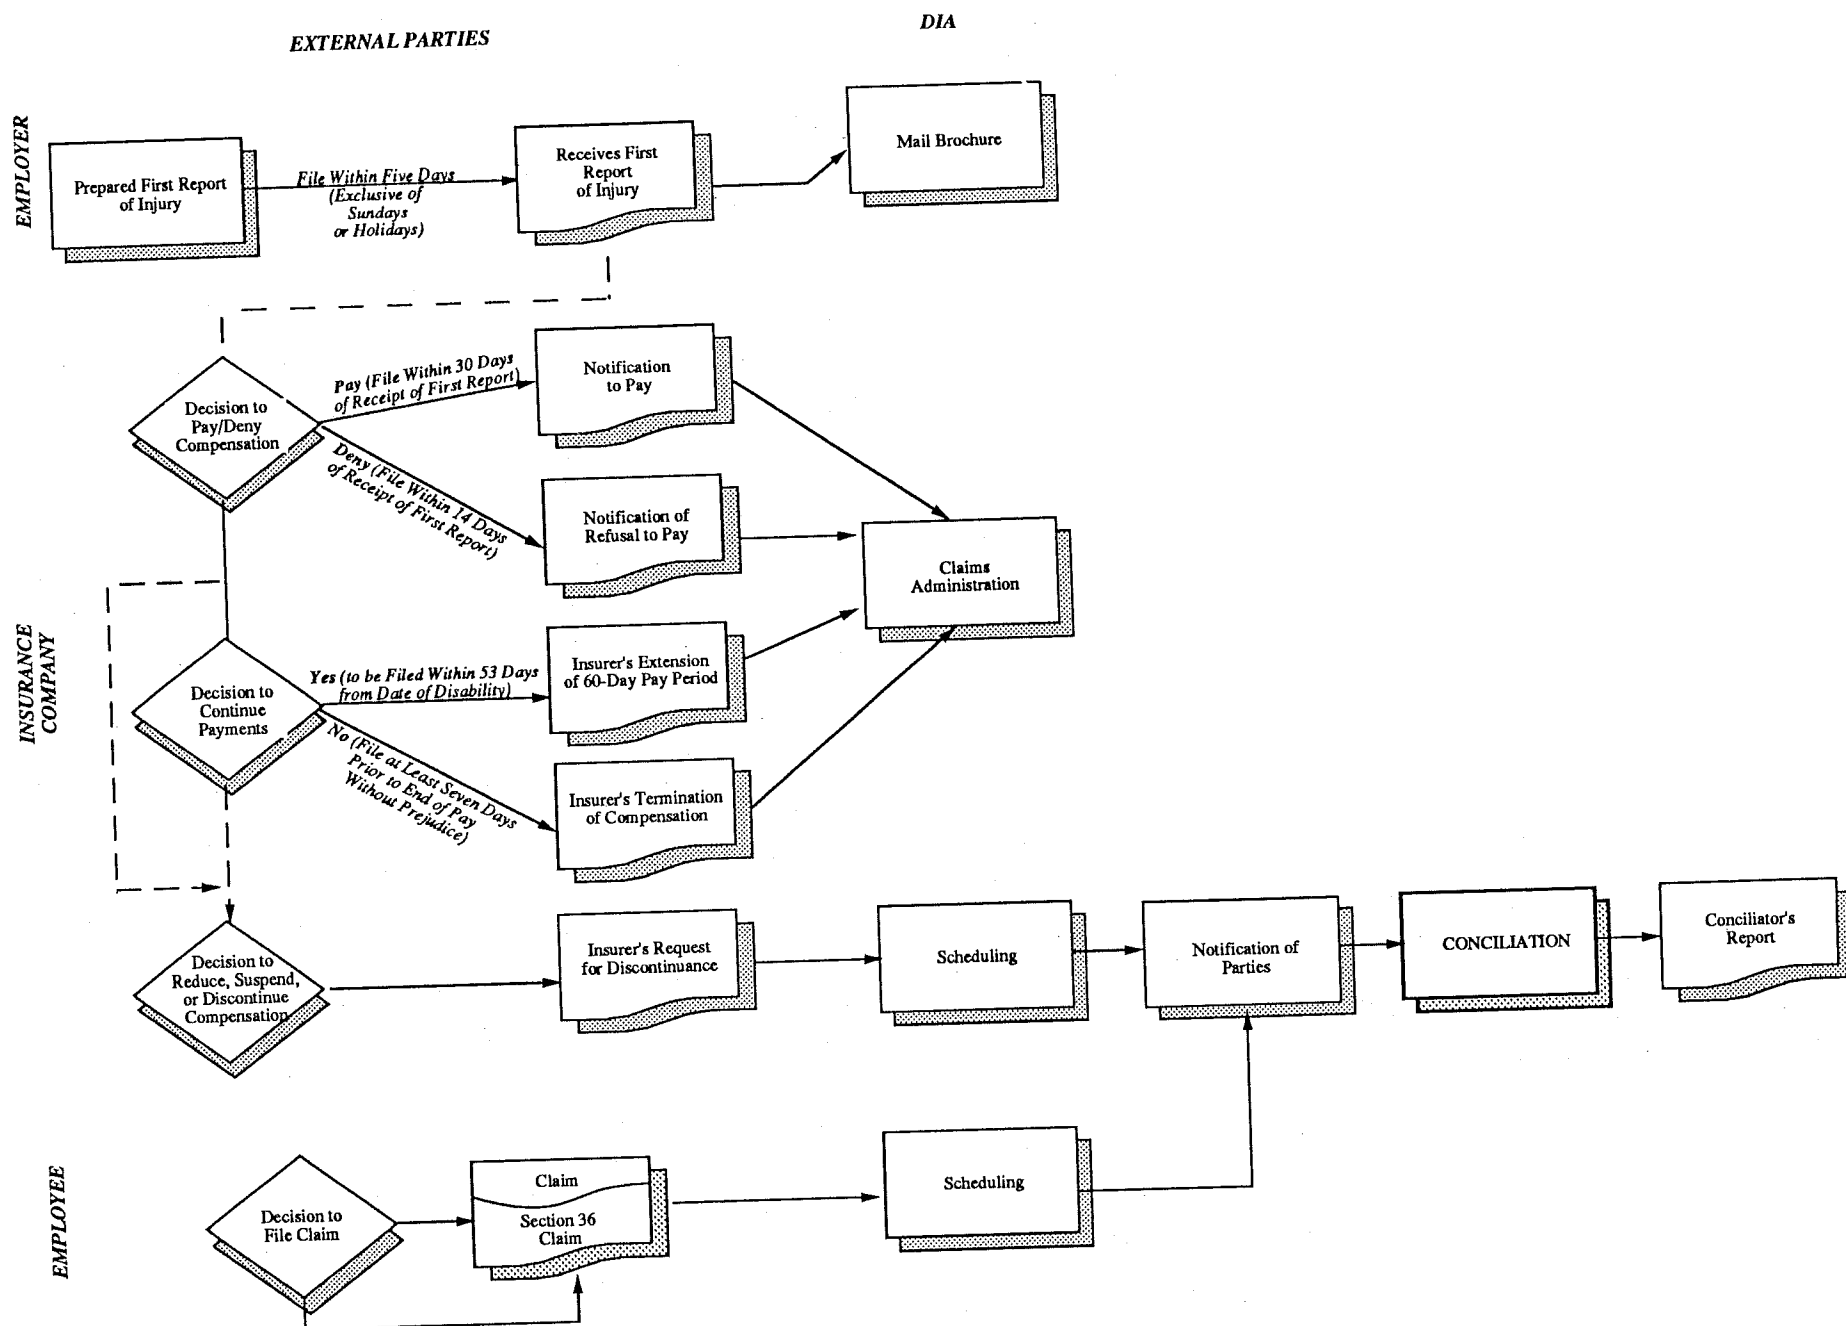 EXTERNAL PARTIES
DIA
EMPLOYER
Prepared First Report
of Injury
File Within Five Days
(Exclusive of
Sundays
or Holidays)
Receives First
Report
of Injury
Mail Brochure
INSURANCE
COMPANY
Decision to
Pay/Deny
Compensation
Pay (File Within 30 Days
of Receipt of First Report)
Notification
to Pay
Deny (File Within 14 Days
of Receipt of First Report)
Notification of
Refusal to Pay
Claims
Administration
Decision to
Continue
Payments
Yes (to be Filed Within 53 Days
from Date of Disability)
Insurer's Extension
of 60-Day Pay Period
No (File at Least Seven Days
Prior to End of Pay
Without Prejudice)
Insurer's Termination
of Compensation
Decision to
Reduce, Suspend,
or Discontinue
Compensation
Insurer's Request
for Discontinuance
Scheduling
Notification of
Parties
CONCILIATION
Conciliator's
Report
EMPLOYEE
Decision to
File Claim
Claim
Section 36
Claim
Scheduling